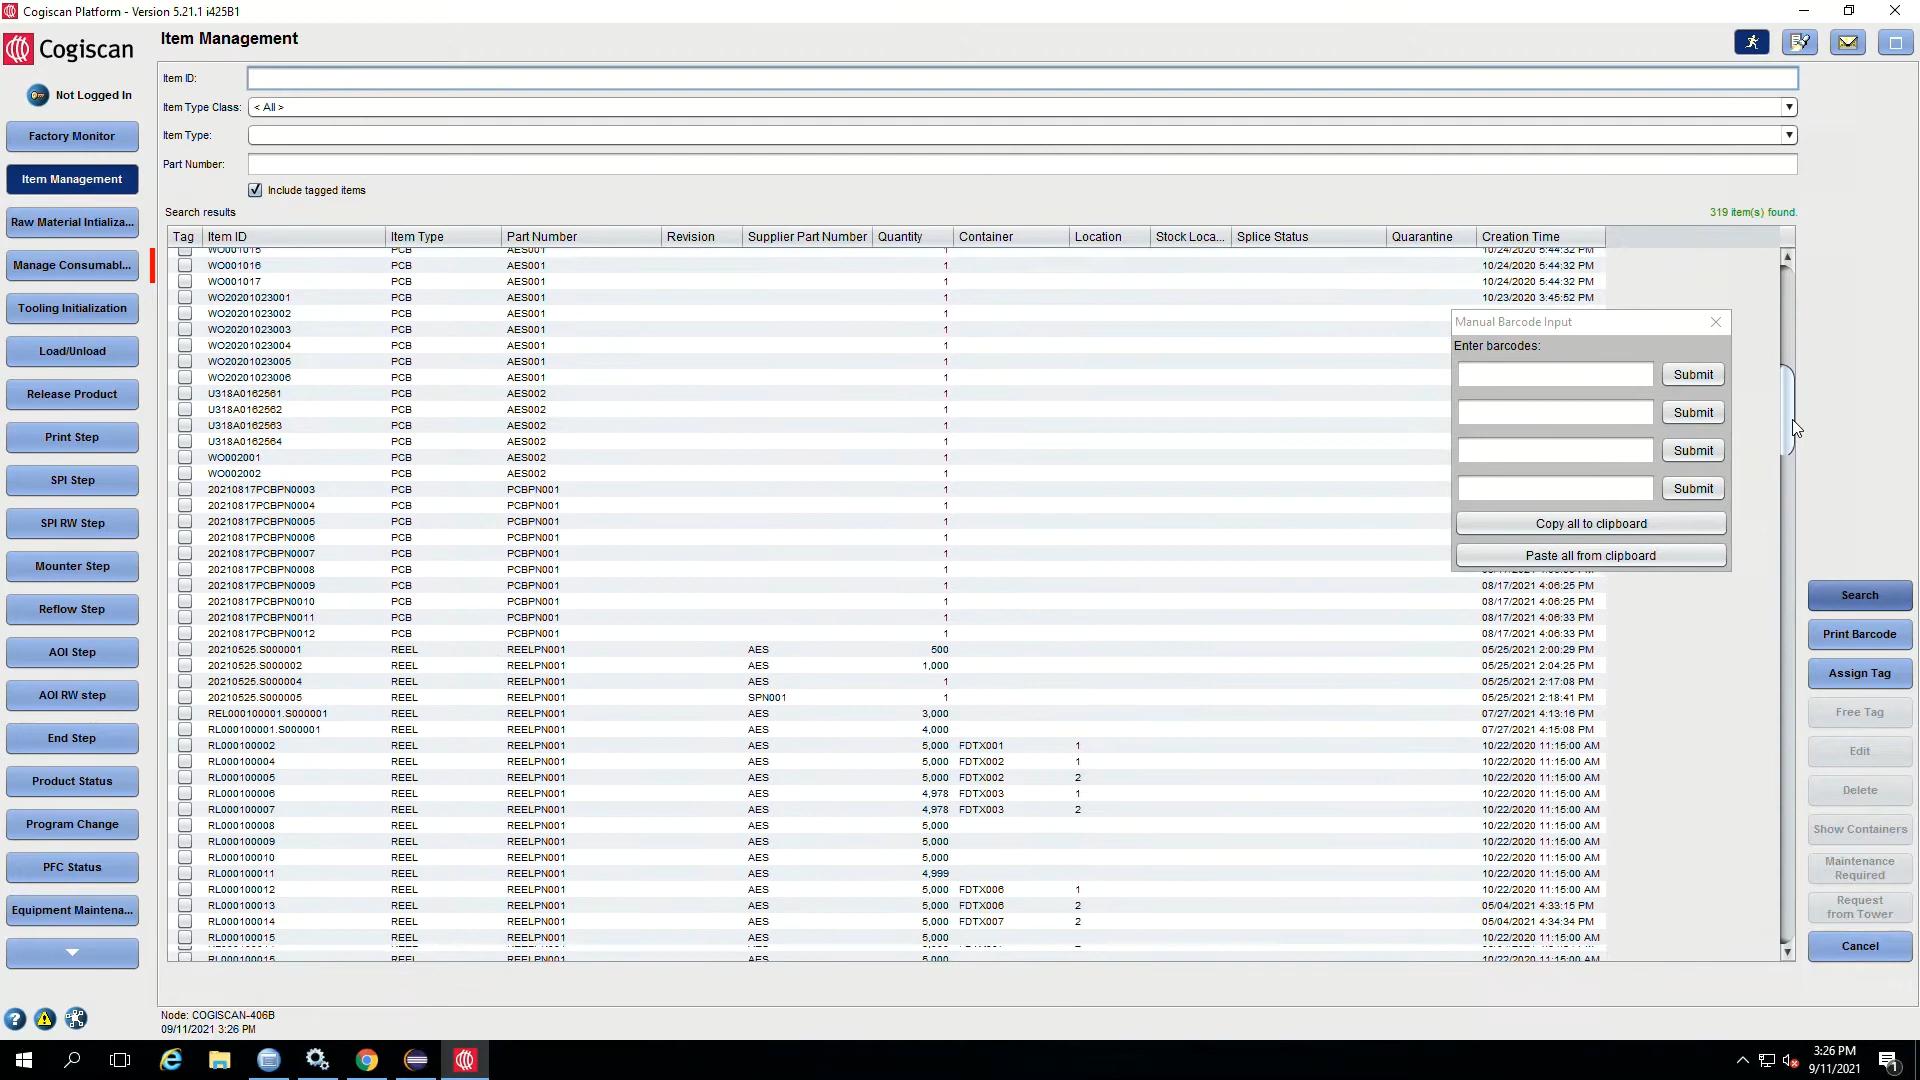 Cogiscan Platform - Version 5.21.1 i425B1
Cogiscan
Item Management
Not Logged In
Factory Monitor
Item Management
Raw Material Intializa...
Manage Consumabl...
Tooling Initialization
Load/Unload
Release Product
Print Step
SPI Step
SPI RW Step
Mounter Step
Reflow Step
AOI Step
AOI RW step
End Step
Product Status
Program Change
PFC Status
Equipment Maintena...
Item ID:
Item Type Class: < All >
Item Type:
Part Number:
Include tagged items
Search results
319 item(s) found.
Tag Item ID Item Type Part Number Revision Supplier Part Number Quantity Container Location Stock Loca... Splice Status Quarantine Creation Time
WO001015 PCB AES001 1 10/24/2020 5:44:32 PM
WO001016 PCB AES001 1 10/24/2020 5:44:32 PM
WO001017 PCB AES001 1 10/24/2020 5:44:32 PM
WO20201023001 PCB AES001 1 10/23/2020 3:45:52 PM
WO20201023002 PCB AES001 1
WO20201023003 PCB AES001 1
WO20201023004 PCB AES001 1
WO20201023005 PCB AES001 1
WO20201023006 PCB AES001 1
U318A0162561 PCB AES002 1
U318A0162562 PCB AES002 1
U318A0162563 PCB AES002 1
U318A0162564 PCB AES002 1
WO002001 PCB AES002 1
WO002002 PCB AES002 1
20210817PCBPN0003 PCB PCBPN001 1
20210817PCBPN0004 PCB PCBPN001 1
20210817PCBPN0005 PCB PCBPN001 1
20210817PCBPN0006 PCB PCBPN001 1
20210817PCBPN0007 PCB PCBPN001 1
20210817PCBPN0008 PCB PCBPN001 1
20210817PCBPN0009 PCB PCBPN001 1 08/17/2021 4:06:25 PM
20210817PCBPN0010 PCB PCBPN001 1 08/17/2021 4:06:25 PM
20210817PCBPN0011 PCB PCBPN001 1 08/17/2021 4:06:33 PM
20210817PCBPN0012 PCB PCBPN001 1 08/17/2021 4:06:33 PM
20210525.S000001 REEL REELPN001 AES 500 05/25/2021 2:00:29 PM
20210525.S000002 REEL REELPN001 AES 1,000 05/25/2021 2:04:25 PM
20210525.S000004 REEL REELPN001 AES 1 05/25/2021 2:17:08 PM
20210525.S000005 REEL REELPN001 SPN001 1 05/25/2021 2:18:41 PM
REL000100001.S000001 REEL REELPN001 AES 3,000 07/27/2021 4:13:16 PM
RL000100001.S000001 REEL REELPN001 AES 4,000 07/27/2021 4:15:08 PM
RL000100002 REEL REELPN001 AES 5,000 FDTX001 1 10/22/2020 11:15:00 AM
RL000100004 REEL REELPN001 AES 5,000 FDTX002 1 10/22/2020 11:15:00 AM
RL000100005 REEL REELPN001 AES 5,000 FDTX002 2 10/22/2020 11:15:00 AM
RL000100006 REEL REELPN001 AES 4,978 FDTX003 1 10/22/2020 11:15:00 AM
RL000100007 REEL REELPN001 AES 4,978 FDTX003 2 10/22/2020 11:15:00 AM
RL000100008 REEL REELPN001 AES 5,000 10/22/2020 11:15:00 AM
RL000100009 REEL REELPN001 AES 5,000 10/22/2020 11:15:00 AM
RL000100010 REEL REELPN001 AES 5,000 10/22/2020 11:15:00 AM
RL000100011 REEL REELPN001 AES 4,999 10/22/2020 11:15:00 AM
RL000100012 REEL REELPN001 AES 5,000 FDTX006 1 10/22/2020 11:15:00 AM
RL000100013 REEL REELPN001 AES 5,000 FDTX006 2 05/04/2021 4:33:15 PM
RL000100014 REEL REELPN001 AES 5,000 FDTX007 2 05/04/2021 4:34:34 PM
RL000100015 REEL REELPN001 AES 5,000 10/22/2020 11:15:00 AM
RL000100015 REEL REELPN001 AES 5,000 10/22/2020 11:15:00 AM
Manual Barcode Input
Enter barcodes:
Submit
Submit
Submit
Submit
Copy all to clipboard
Paste all from clipboard
Search
Print Barcode
Assign Tag
Free Tag
Edit
Delete
Show Containers
Maintenance
Required
Request
from Tower
Cancel
Node: COGISCAN-406B
09/11/2021 3:26 PM
3:26 PM
9/11/2021
1